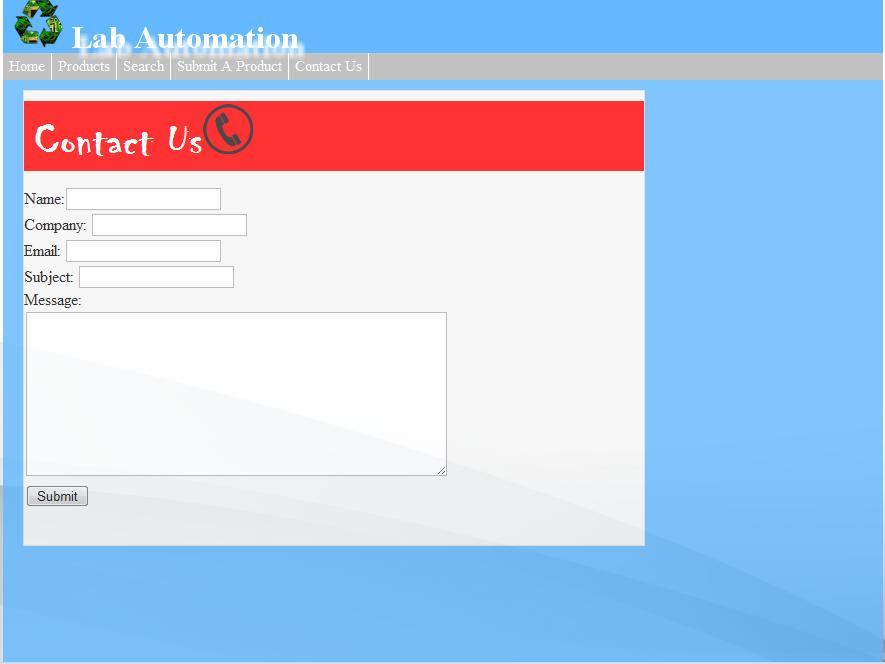 Lab Automation
Home Products Search Submit A Product Contact Us
Contact Us
Name:
Company:
Email:
Subject:
Message:
Submit